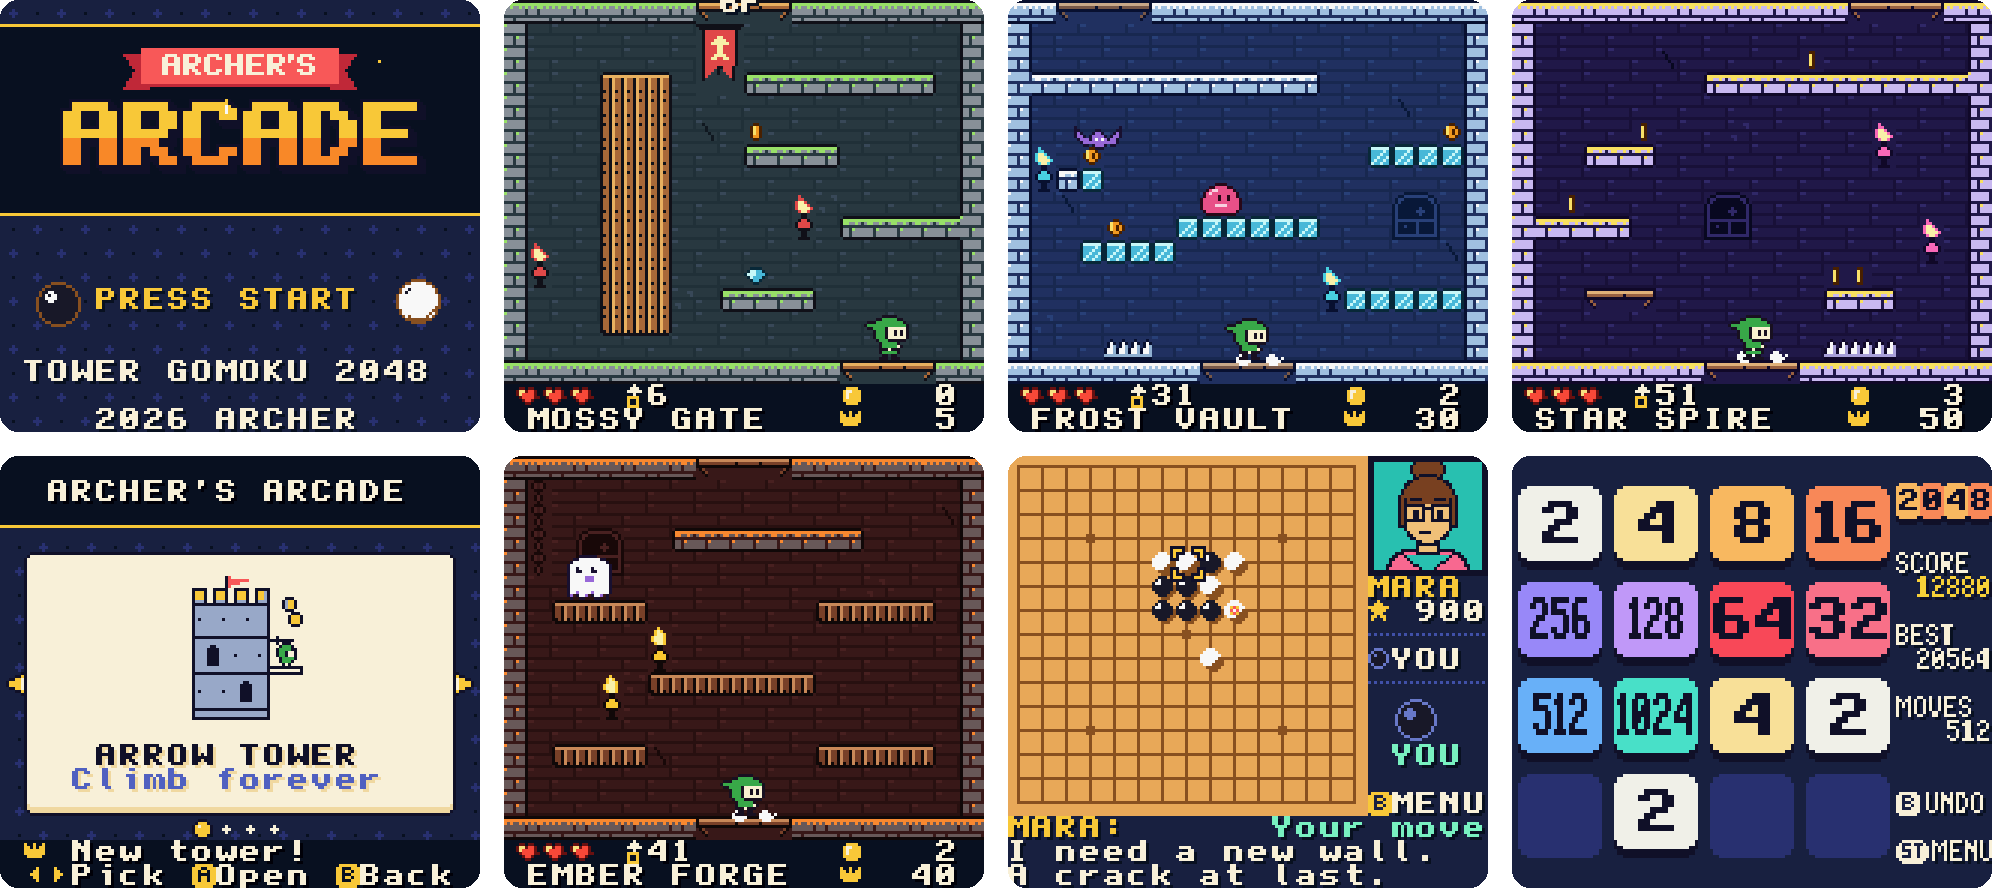 ARCHER'S
ARCADE
PRESS START
TOWER GOMOKU 2048
2026 ARCHER
6 0
MOSSY GATE 5
31 2
FROST VAULT 30
51 3
STAR SPIRE 50
ARCHER'S ARCADE
ARROW TOWER
Climb forever
New tower!
Pick A Open B Back
41 2
EMBER FORGE 40
MARA
900
YOU
YOU
B MENU
MARA: Your move
I need a new wall.
A crack at last.
2 4 8 16
256 128 64 32
512 1024 4 2
2
2048
SCORE
12880
BEST
20564
MOVES
512
B UNDO
ST MENU